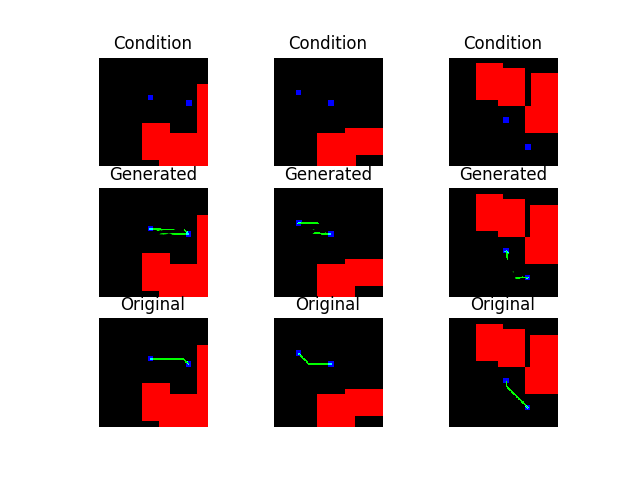 Condition Condition Condition
Generated Generated Generated
Original Original Original